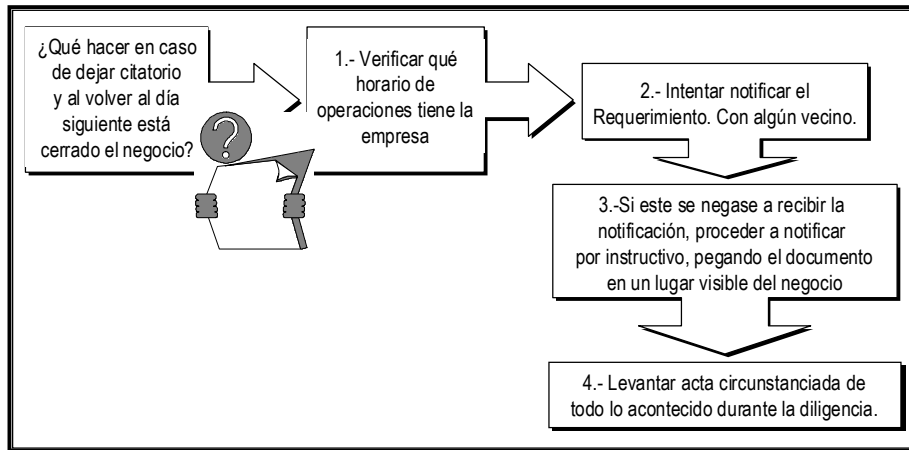 ¿Qué hacer en caso
de dejar citatorio
y al volver al día
siguiente está
cerrado el negocio?
?
1.- Verificar qué
horario de
operaciones tiene la
empresa
2.- Intentar notificar el
Requerimiento. Con algún vecino.
3.-Si este se negase a recibir la
notificación, proceder a notificar
por instructivo, pegando el documento
en un lugar visible del negocio
4.- Levantar acta circunstanciada de
todo lo acontecido durante la diligencia.